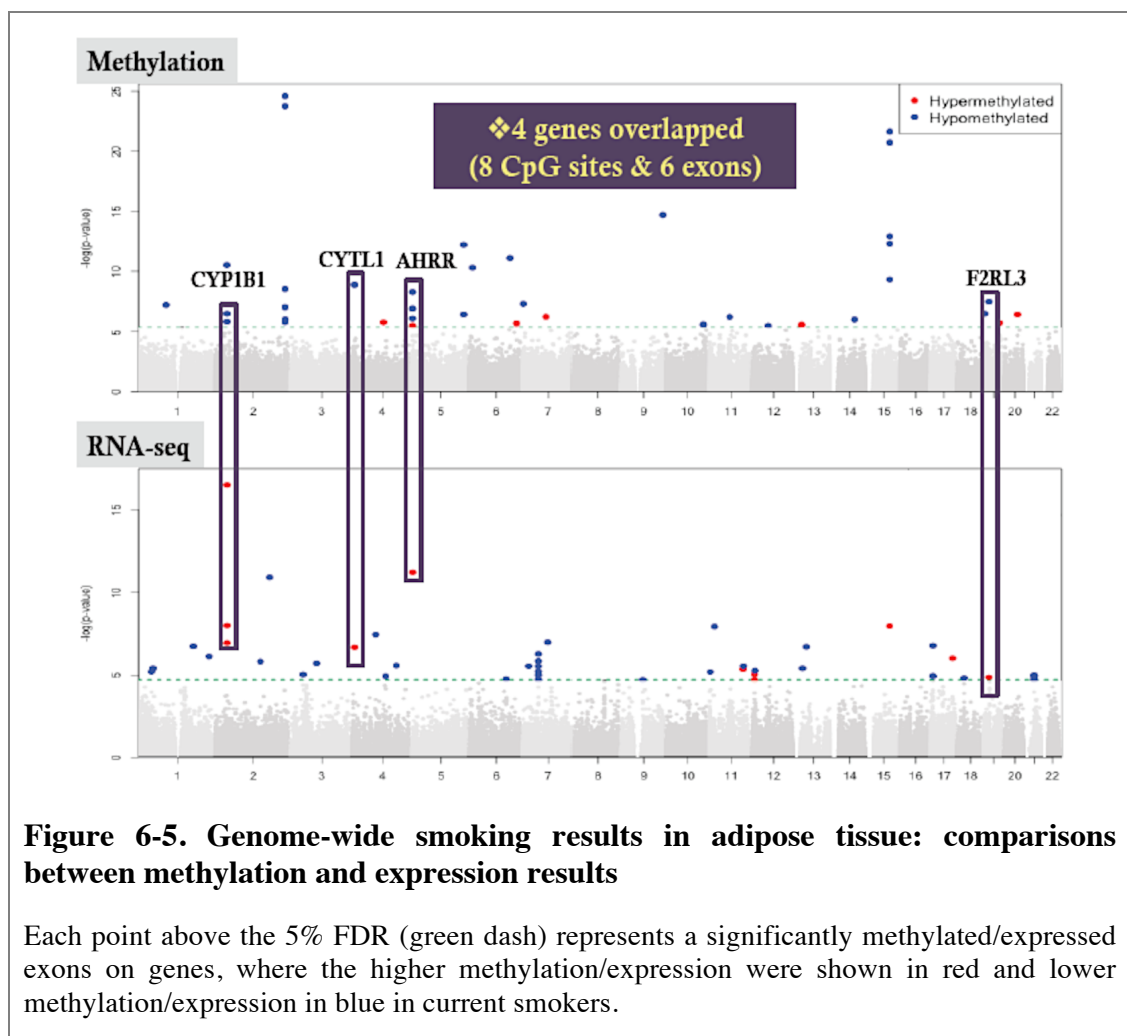 Methylation
Hypermethylated
Hypomethylated
❖4 genes overlapped
(8 CpG sites & 6 exons)
CYP1B1
CYTL1
AHRR
F2RL3
-log(p-value)
25
20
15
10
5
0
1 2 3 4 5 6 7 8 9 10 11 12 13 14 15 16 17 18 20 22
RNA-seq
-log(p-value)
15
10
5
0
1 2 3 4 5 6 7 8 9 10 11 12 13 14 15 16 17 18 20 22
Figure 6-5. Genome-wide smoking results in adipose tissue: comparisons
between methylation and expression results
Each point above the 5% FDR (green dash) represents a significantly methylated/expressed
exons on genes, where the higher methylation/expression were shown in red and lower
methylation/expression in blue in current smokers.